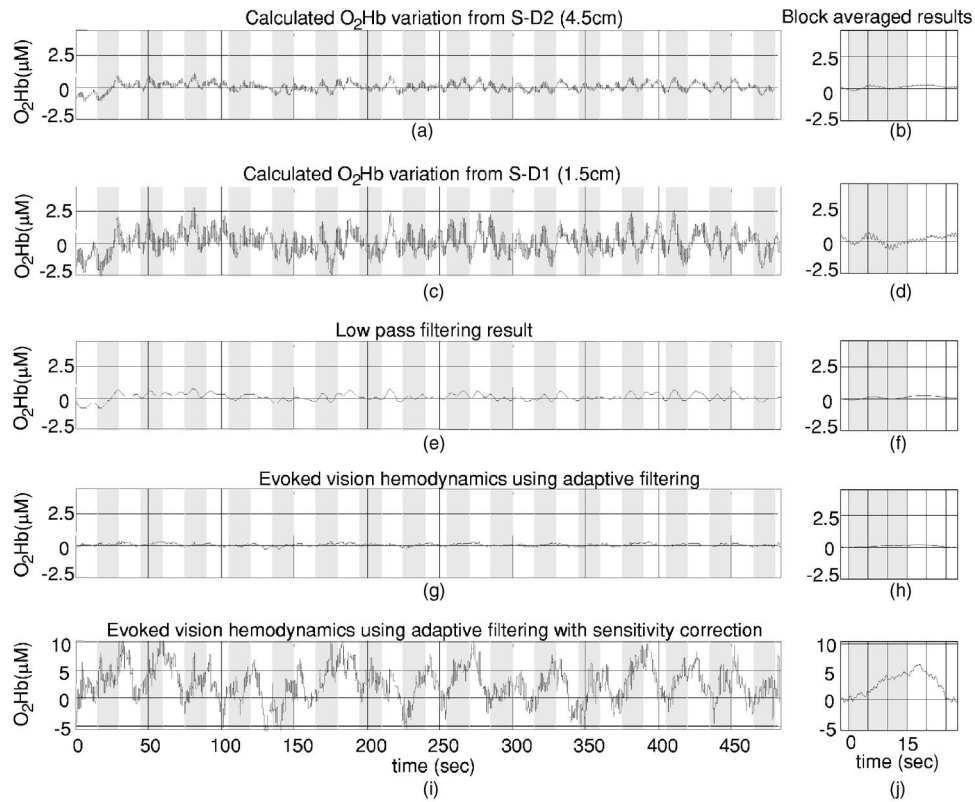 Calculated O2Hb variation from S-D2 (4.5cm)
Block averaged results
O2Hb(μM)
2.5
0
-2.5
2.5
0
-2.5
(a)
(b)
Calculated O2Hb variation from S-D1 (1.5cm)
O2Hb(μM)
2.5
0
-2.5
2.5
0
-2.5
(c)
(d)
Low pass filtering result
O2Hb(μM)
2.5
0
-2.5
2.5
0
-2.5
(e)
(f)
Evoked vision hemodynamics using adaptive filtering
O2Hb(μM)
2.5
0
-2.5
2.5
0
-2.5
(g)
(h)
Evoked vision hemodynamics using adaptive filtering with sensitivity correction
O2Hb(μM)
10
5
0
-5
10
5
0
-5
0 50 100 150 200 250 300 350 400 450
0 15
time (sec)
time (sec)
(i)
(j)